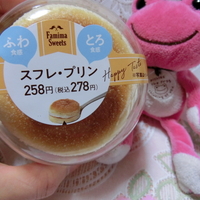 Famima
Sweets
ふわ
食感
とろ
食感
スフレ・プリン
258円(税込278円)
Happy Taste